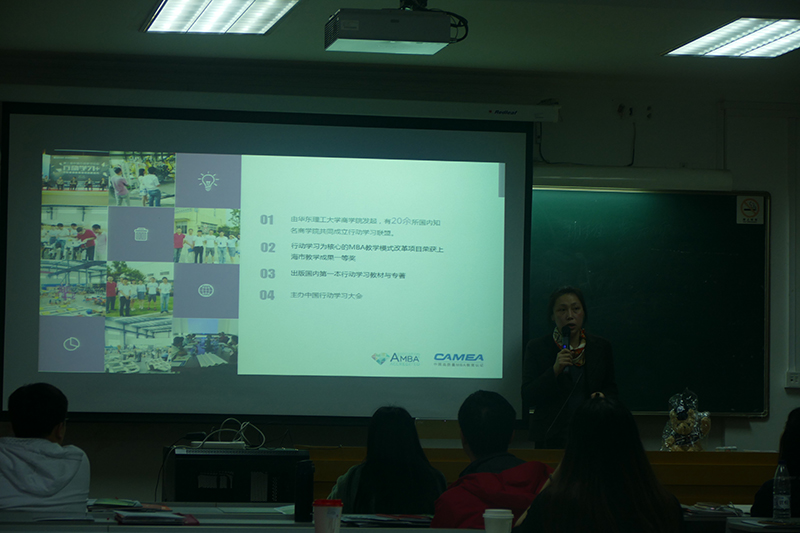 行动学习
01 由华东理工大学商学院发起,有20余所国内知
名商学院共同成立行动学习联盟。
02 行动学习为核心的MBA教学模式改革项目荣获上
海市教学成果一等奖
03 出版国内第一本行动学习教材与专著
04 主办中国行动学习大会
AMBA
CAMEA